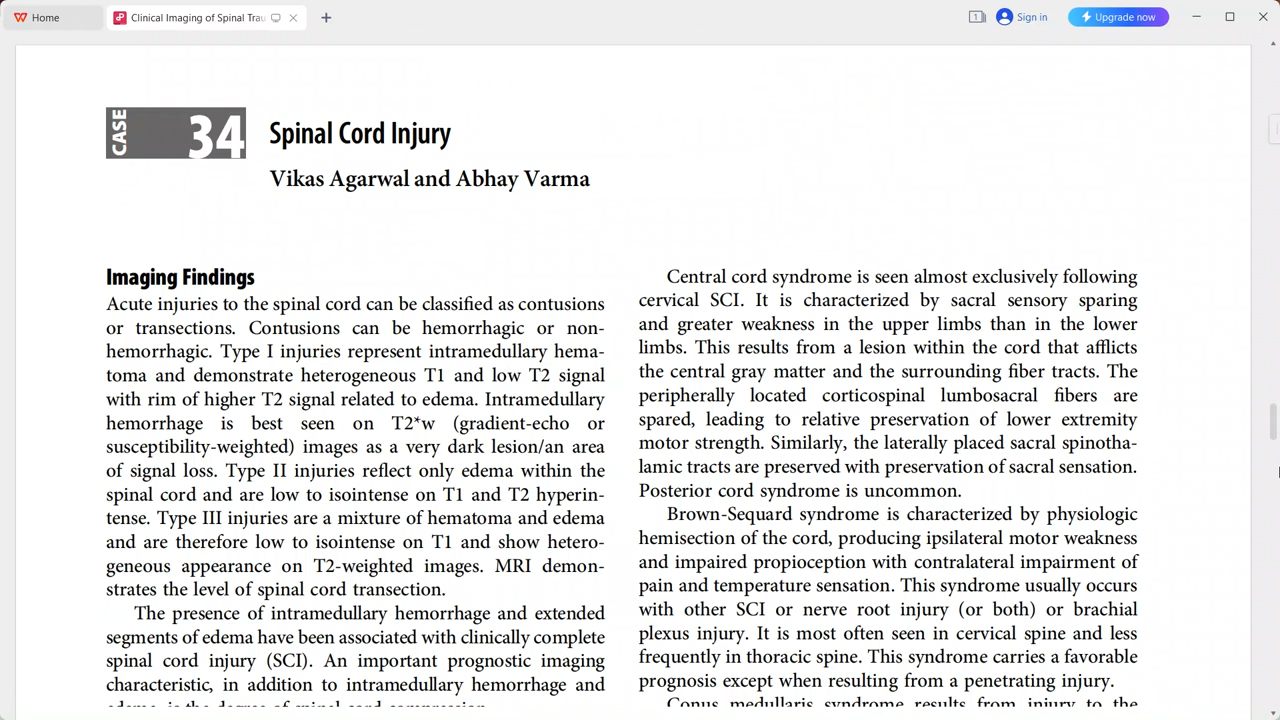 Home
Clinical Imaging of Spinal Trau
1
Sign in
Upgrade now
CASE 34
Spinal Cord Injury
Vikas Agarwal and Abhay Varma
Imaging Findings
Acute injuries to the spinal cord can be classified as contusions
or transections. Contusions can be hemorrhagic or non-
hemorrhagic. Type I injuries represent intramedullary hema-
toma and demonstrate heterogeneous T1 and low T2 signal
with rim of higher T2 signal related to edema. Intramedullary
hemorrhage is best seen on T2*w (gradient-echo or
susceptibility-weighted) images as a very dark lesion/an area
of signal loss. Type II injuries reflect only edema within the
spinal cord and are low to isointense on T1 and T2 hyperin-
tense. Type III injuries are a mixture of hematoma and edema
and are therefore low to isointense on T1 and show hetero-
geneous appearance on T2-weighted images. MRI demon-
strates the level of spinal cord transection.
The presence of intramedullary hemorrhage and extended
segments of edema have been associated with clinically complete
spinal cord injury (SCI). An important prognostic imaging
characteristic, in addition to intramedullary hemorrhage and
edema, is the degree of spinal cord compression
Central cord syndrome is seen almost exclusively following
cervical SCI. It is characterized by sacral sensory sparing
and greater weakness in the upper limbs than in the lower
limbs. This results from a lesion within the cord that afflicts
the central gray matter and the surrounding fiber tracts. The
peripherally located corticospinal lumbosacral fibers are
spared, leading to relative preservation of lower extremity
motor strength. Similarly, the laterally placed sacral spinotha-
lamic tracts are preserved with preservation of sacral sensation.
Posterior cord syndrome is uncommon.
Brown-Sequard syndrome is characterized by physiologic
hemisection of the cord, producing ipsilateral motor weakness
and impaired propioception with contralateral impairment of
pain and temperature sensation. This syndrome usually occurs
with other SCI or nerve root injury (or both) or brachial
plexus injury. It is most often seen in cervical spine and less
frequently in thoracic spine. This syndrome carries a favorable
prognosis except when resulting from a penetrating injury.
Conus medullaris syndrome results from injury to the